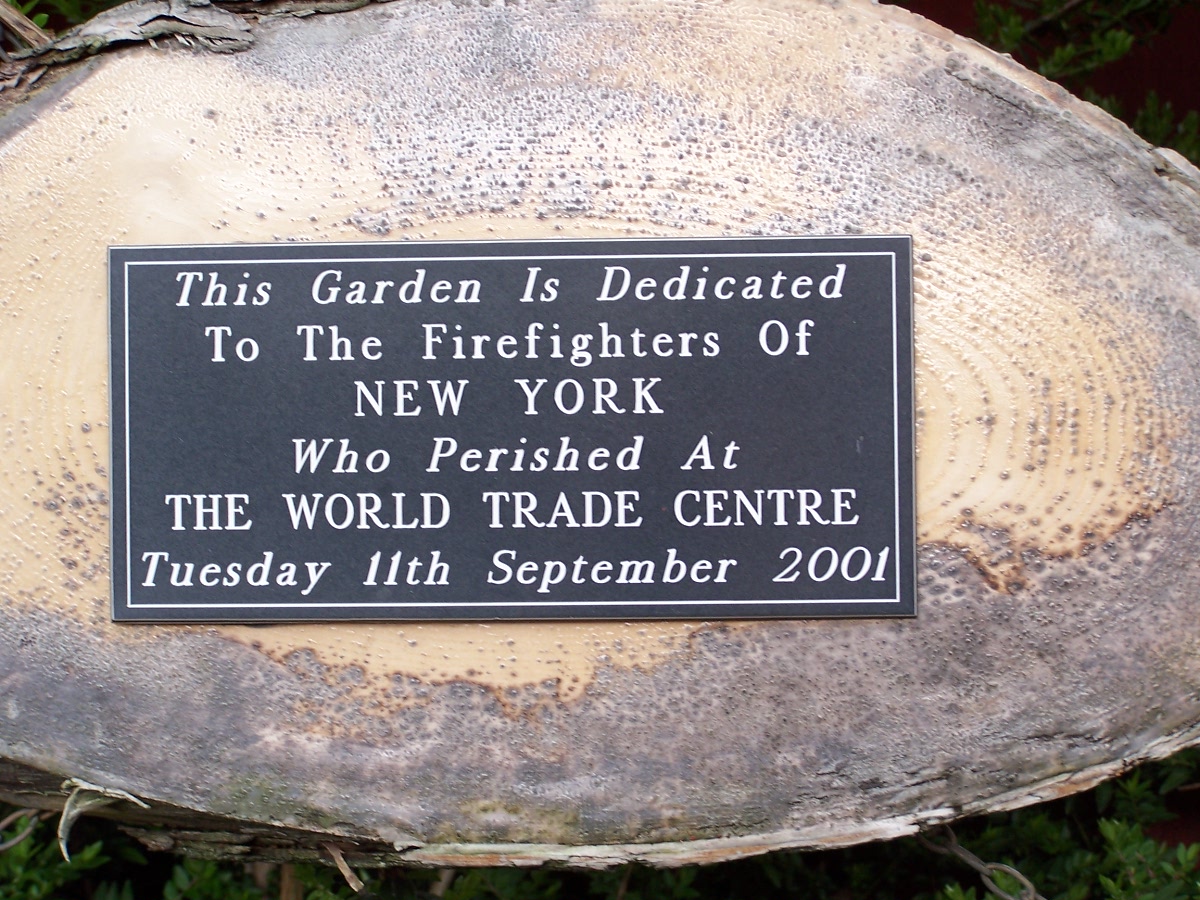 This Garden Is Dedicated
To The Firefighters Of
NEW YORK
Who Perished At
THE WORLD TRADE CENTRE
Tuesday 11th September 2001